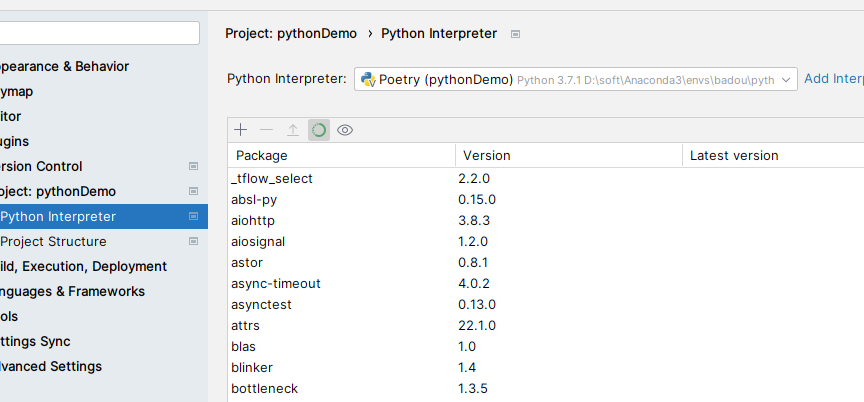 Project: pythonDemo › Python Interpreter
ppearance & Behavior
ymap
itor
ugins
ersion Control
oject: pythonDemo
Python Interpreter
Project Structure
ild, Execution, Deployment
nguages & Frameworks
ols
ttings Sync
dvanced Settings
Python Interpreter: Poetry (pythonDemo) Python 3.7.1 D:\soft\Anaconda3\envs\badou\pyth Add Inter
Package Version Latest version
_tflow_select 2.2.0
absl-py 0.15.0
aiohttp 3.8.3
aiosignal 1.2.0
astor 0.8.1
async-timeout 4.0.2
asynctest 0.13.0
attrs 22.1.0
blas 1.0
blinker 1.4
bottleneck 1.3.5